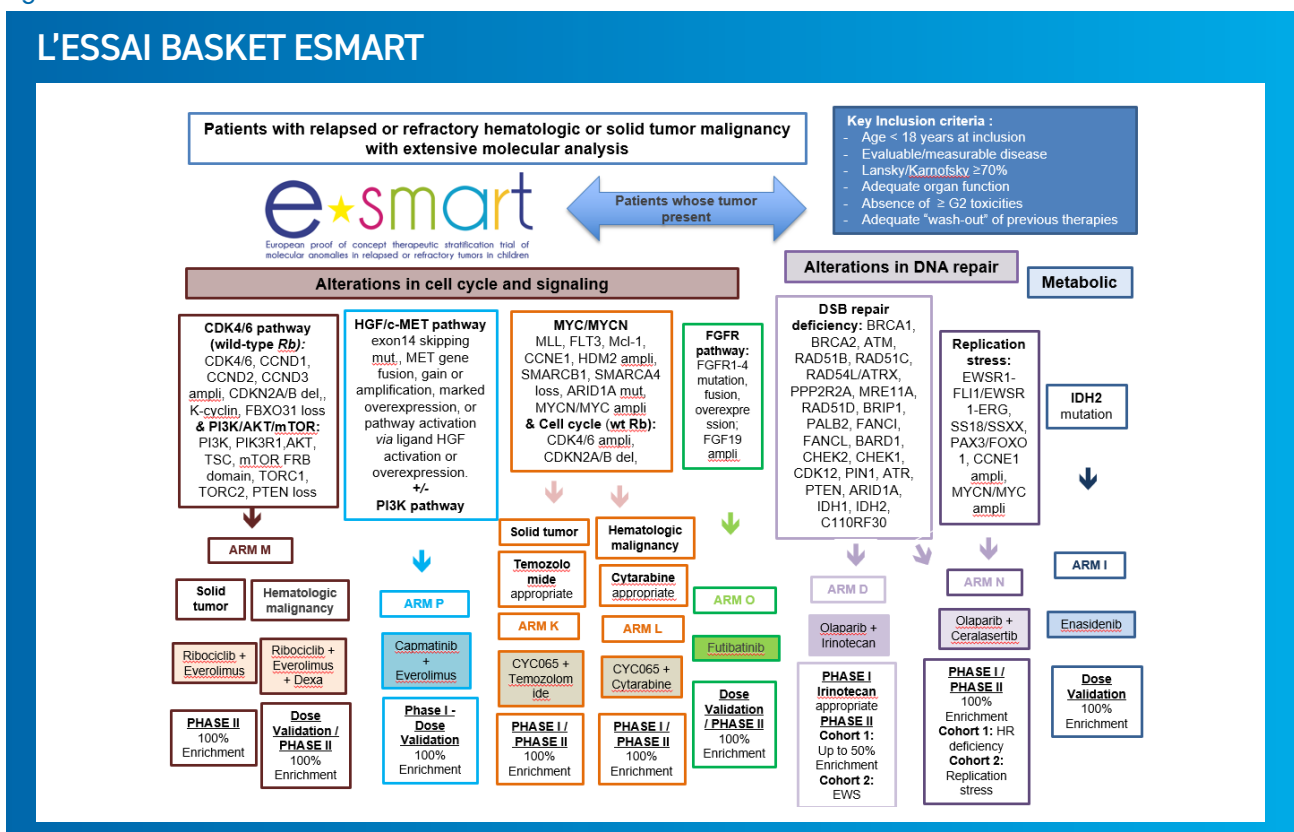 L'ESSAI BASKET ESMART
Patients with relapsed or refractory hematologic or solid tumor malignancy
with extensive molecular analysis
Key Inclusion criteria :
- Age < 18 years at inclusion
- Evaluable/measurable disease
- Lansky/Karnofsky ≥70%
- Adequate organ function
- Absence of ≥ G2 toxicities
- Adequate "wash-out" of previous therapies
e smart
European proof of concept therapeutic stratification trial of
molecular anomalies in relapsed or refractory tumors in children
Patients whose tumor
present
Alterations in cell cycle and signaling
Alterations in DNA repair
Metabolic
CDK4/6 pathway
(wild-type Rb):
CDK4/6, CCND1,
CCND2, CCND3
ampli, CDKN2A/B del,,
K-cyclin, FBXO31 loss
& PI3K/AKT/mTOR:
PI3K, PIK3R1,AKT,
TSC, mTOR FRB
domain, TORC1,
TORC2, PTEN loss
HGF/c-MET pathway
exon14 skipping
mut., MET gene
fusion, gain or
amplification, marked
overexpression, or
pathway activation
via ligand HGF
activation or
overexpression.
+/-
PI3K pathway
MYC/MYCN
MLL, FLT3, Mcl-1,
CCNE1, HDM2 ampli,
SMARCB1, SMARCA4
loss, ARID1A mut,
MYCN/MYC ampli
& Cell cycle (wt Rb):
CDK4/6 ampli,
CDKN2A/B del,
FGFR
pathway:
FGFR1-4
mutation,
fusion,
overexpre
ssion;
FGF19
ampli
DSB repair
deficiency: BRCA1,
BRCA2, ATM,
RAD51B, RAD51C,
RAD54L/ATRX,
PPP2R2A, MRE11A,
RAD51D, BRIP1,
PALB2, FANCI,
FANCL, BARD1,
CHEK2, CHEK1,
CDK12, PIN1, ATR,
PTEN, ARID1A,
IDH1, IDH2,
C110RF30
Replication
stress:
EWSR1-
FLI1/EWSR
1-ERG,
SS18/SSXX,
PAX3/FOXO
1, CCNE1
ampli,
MYCN/MYC
ampli
IDH2
mutation
ARM M
Solid
tumor
Hematologic
malignancy
Ribociclib +
Everolimus
Ribociclib +
Everolimus
+ Dexa
PHASE II
100%
Enrichment
Dose
Validation /
PHASE II
100%
Enrichment
ARM P
Capmatinib
+
Everolimus
Phase I -
Dose
Validation
100%
Enrichment
Solid tumor
Temozolo
mide
appropriate
ARM K
CYC065 +
Temozolom
ide
PHASE I /
PHASE II
100%
Enrichment
Hematologic
malignancy
Cytarabine
appropriate
ARM L
CYC065 +
Cytarabine
PHASE I /
PHASE II
100%
Enrichment
ARM O
Futibatinib
Dose
Validation
/ PHASE II
100%
Enrichment
ARM D
Olaparib +
Irinotecan
PHASE I
Irinotecan
appropriate
PHASE II
Cohort 1:
Up to 50%
Enrichment
Cohort 2:
EWS
ARM N
Olaparib +
Ceralasertib
PHASE I /
PHASE II
100%
Enrichment
Cohort 1: HR
deficiency
Cohort 2:
Replication
stress
ARM I
Enasidenib
Dose
Validation
100%
Enrichment